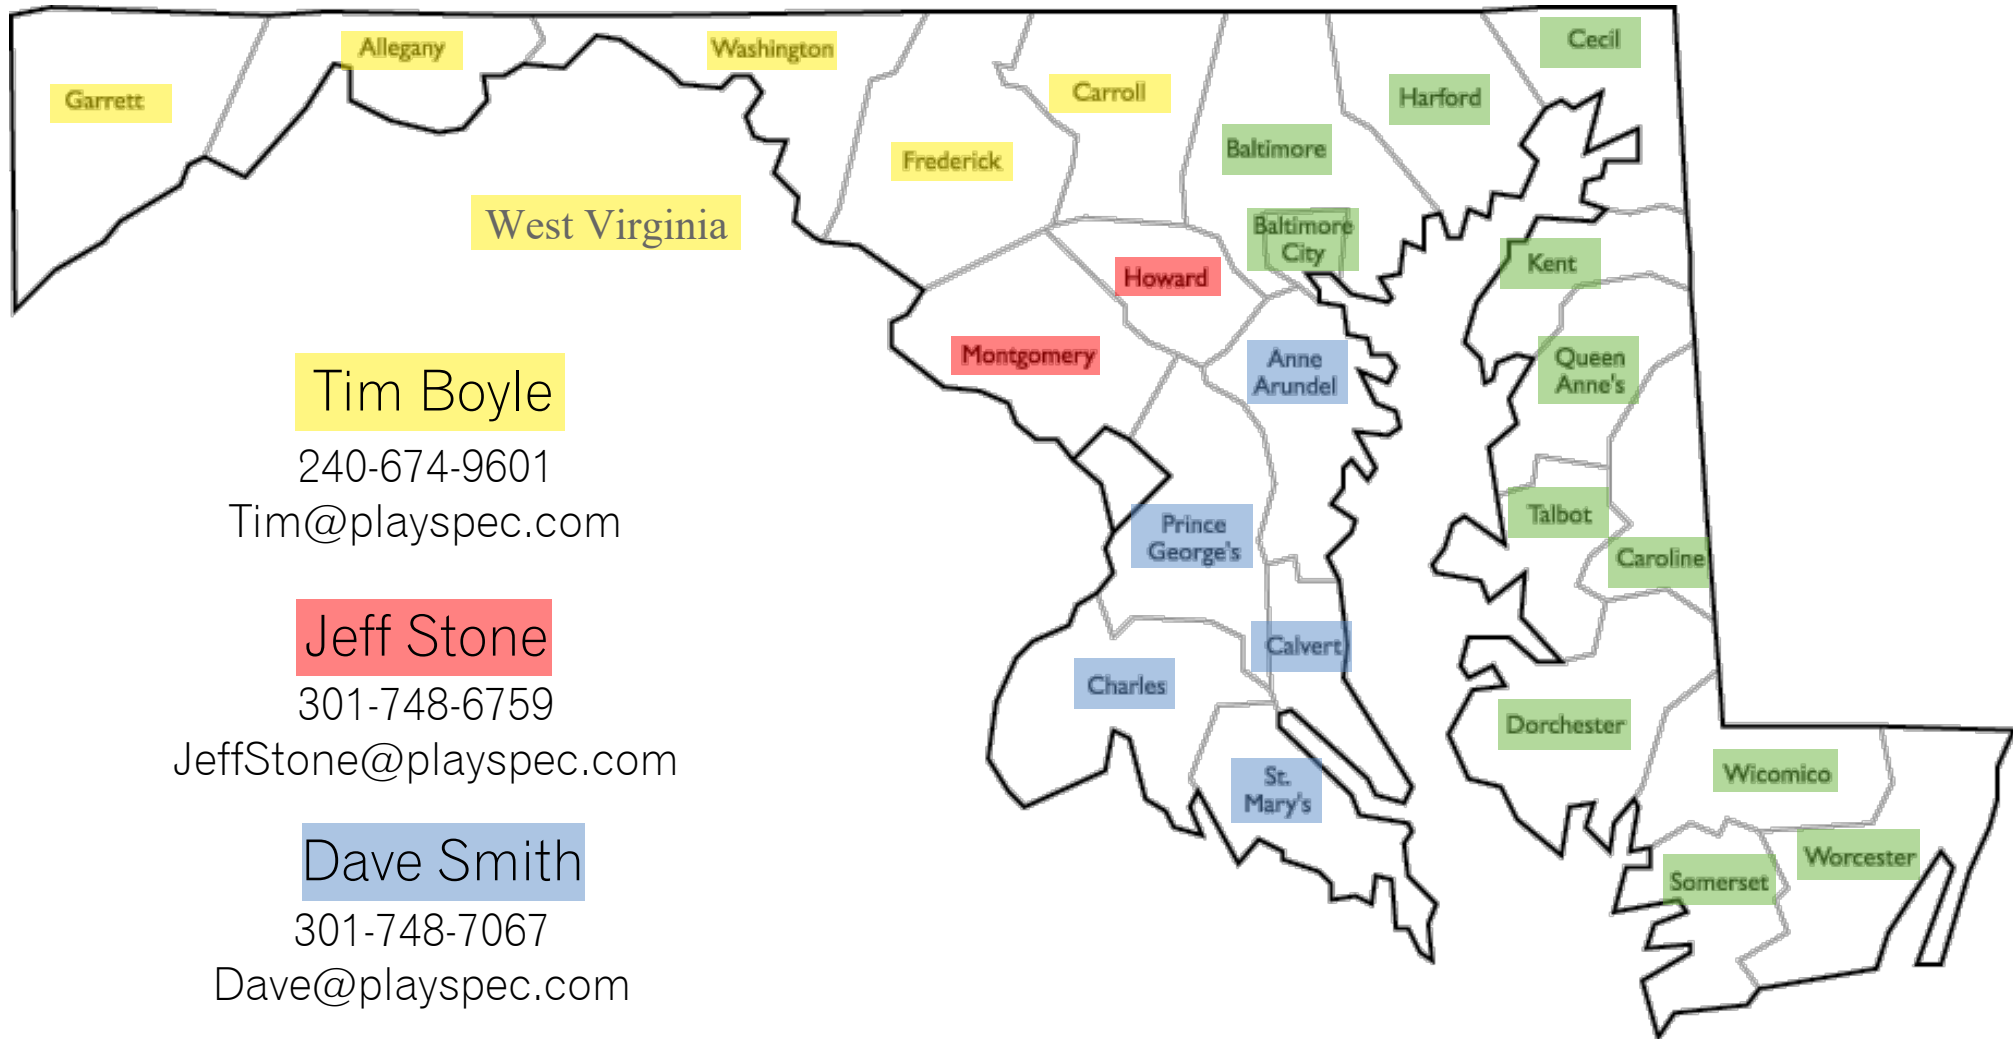 Cecil
Allegany
Washington
Garrett
Carroll
Harford
Baltimore
Frederick
West Virginia
Baltimore
City
Kent
Howard
Montgomery
Anne
Arundel
Queen
Anne's
Tim Boyle
240-674-9601
Tim@playspec.com
Talbot
Prince
George's
Caroline
Jeff Stone
301-748-6759
JeffStone@playspec.com
Calvert
Charles
Dorchester
St.
Mary's
Wicomico
Dave Smith
301-748-7067
Dave@playspec.com
Worcester
Somerset